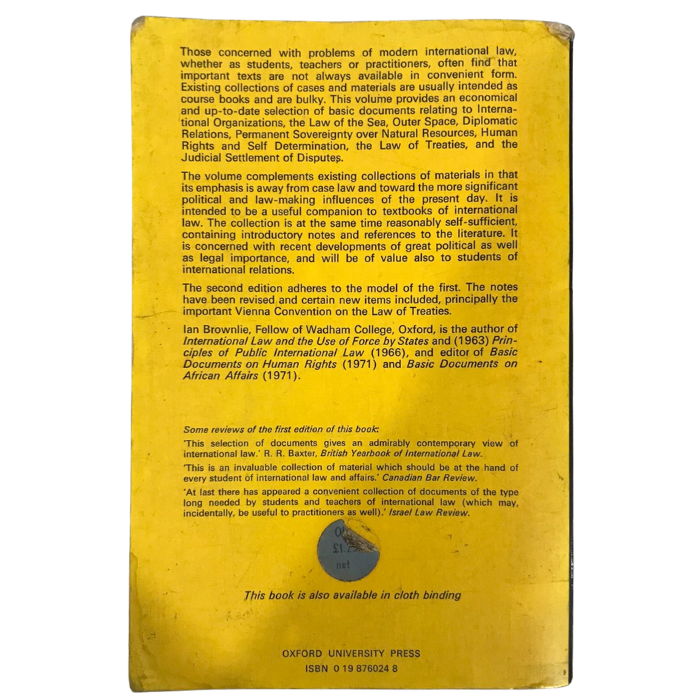 Those concerned with problems of modern international law,
whether as students, teachers or practitioners, often find that
important texts are not always available in convenient form.
Existing collections of cases and materials are usually intended as
course books and are bulky. This volume provides an economical
and up-to-date selection of basic documents relating to Interna-
tional Organizations, the Law of the Sea, Outer Space, Diplomatic
Relations, Permanent Sovereignty over Natural Resources, Human
Rights and Self Determination, the Law of Treaties, and the
Judicial Settlement of Disputes.
The volume complements existing collections of materials in that
its emphasis is away from case law and toward the more significant
political and law-making influences of the present day. It is
intended to be a useful companion to textbooks of international
law. The collection is at the same time reasonably self-sufficient,
containing introductory notes and references to the literature. It
is concerned with recent developments of great political as well
as legal importance, and will be of value also to students of
international relations.
The second edition adheres to the model of the first. The notes
have been revised and certain new items included, principally the
important Vienna Convention on the Law of Treaties.
Ian Brownlie, Fellow of Wadham College, Oxford, is the author of
International Law and the Use of Force by States and (1963) Prin-
ciples of Public International Law (1966), and editor of Basic
Documents on Human Rights (1971) and Basic Documents on
African Affairs (1971).
Some reviews of the first edition of this book:
'This selection of documents gives an admirably contemporary view of
international law.' R. R. Baxter, British Yearbook of International Law.
'This is an invaluable collection of material which should be at the hand of
every student of international law and affairs.' Canadian Bar Review.
'At last there has appeared a convenient collection of documents of the type
long needed by students and teachers of international law (which may,
incidentally, be useful to practitioners as well).' Israel Law Review.
This book is also available in cloth binding
OXFORD UNIVERSITY PRESS
ISBN 0 19 876024 8